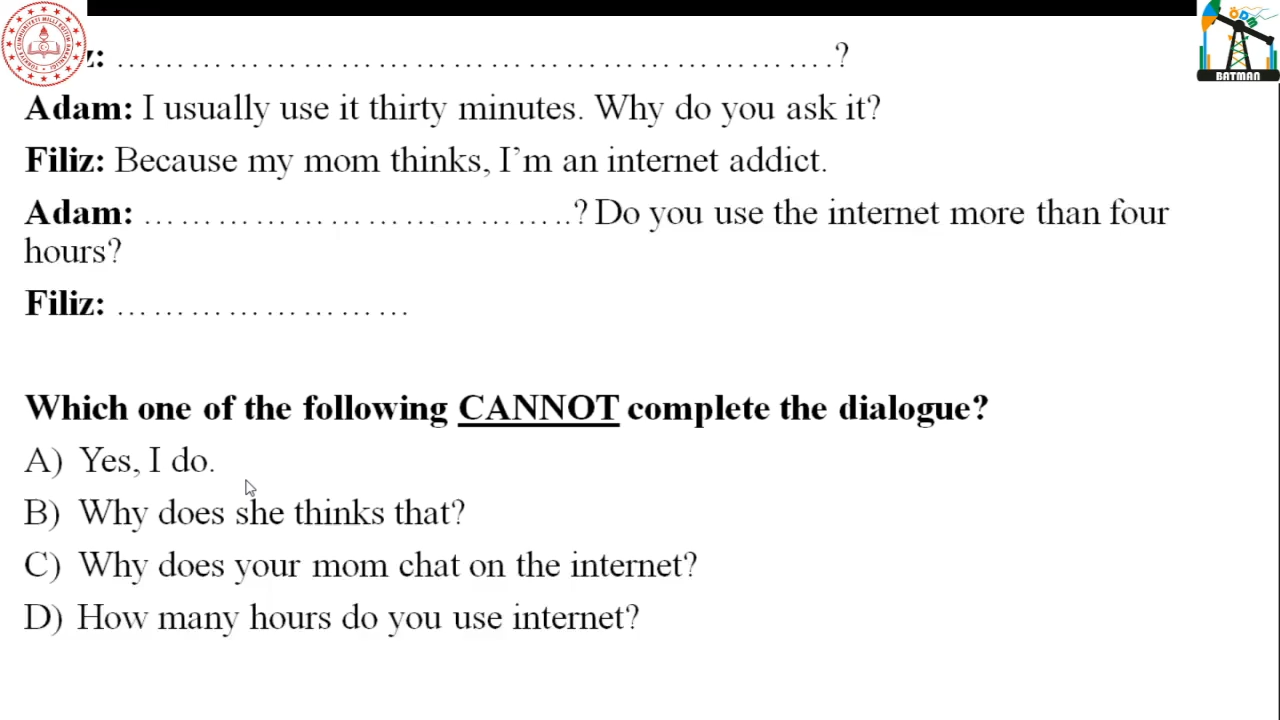 z: ……………………………………………………….?
Adam: I usually use it thirty minutes. Why do you ask it?
Filiz: Because my mom thinks, I’m an internet addict.
Adam: ………………………………..? Do you use the internet more than four
hours?
Filiz: ……………………
Which one of the following CANNOT complete the dialogue?
A) Yes, I do.
B) Why does she thinks that?
C) Why does your mom chat on the internet?
D) How many hours do you use internet?
ÖDM
BATMAN